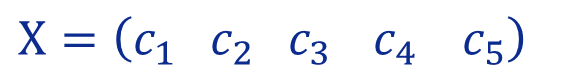 X = (c₁ c₂ c₃ c₄ c₅)